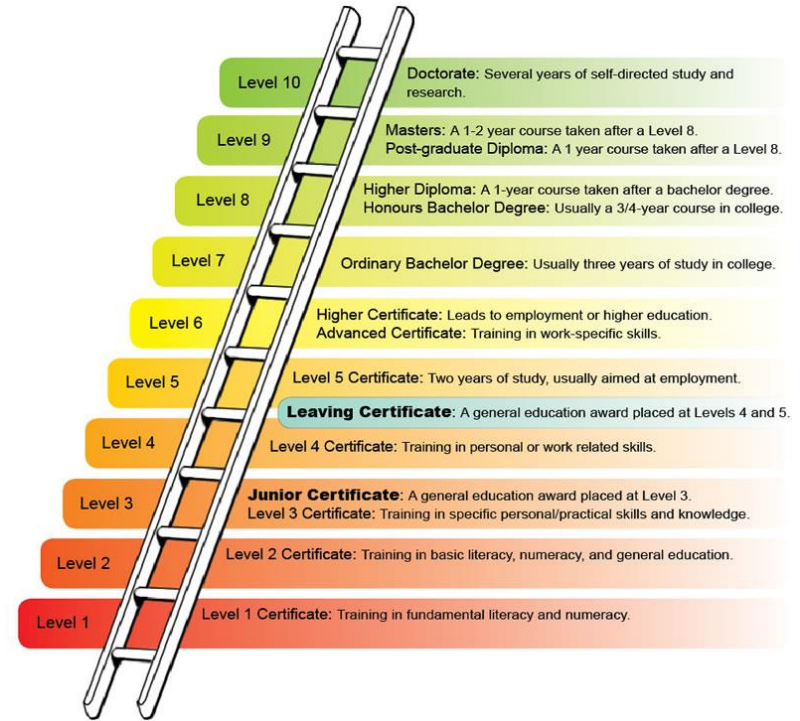 Level 10
Doctorate: Several years of self-directed study and
research.
Level 9
Masters: A 1-2 year course taken after a Level 8.
Post-graduate Diploma: A 1 year course taken after a Level 8.
Level 8
Higher Diploma: A 1-year course taken after a bachelor degree.
Honours Bachelor Degree: Usually a 3/4-year course in college.
Level 7
Ordinary Bachelor Degree: Usually three years of study in college.
Level 6
Higher Certificate: Leads to employment or higher education.
Advanced Certificate: Training in work-specific skills.
Level 5
Level 5 Certificate: Two years of study, usually aimed at employment.
Leaving Certificate: A general education award placed at Levels 4 and 5.
Level 4
Level 4 Certificate: Training in personal or work related skills.
Level 3
Junior Certificate: A general education award placed at Level 3.
Level 3 Certificate: Training in specific personal/practical skills and knowledge.
Level 2
Level 2 Certificate: Training in basic literacy, numeracy, and general education.
Level 1
Level 1 Certificate: Training in fundamental literacy and numeracy.